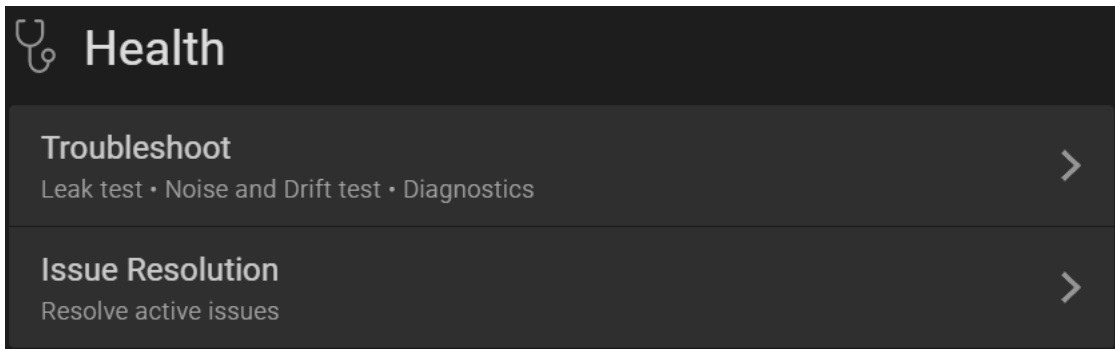 Health
Troubleshoot
Leak test • Noise and Drift test • Diagnostics
Issue Resolution
Resolve active issues